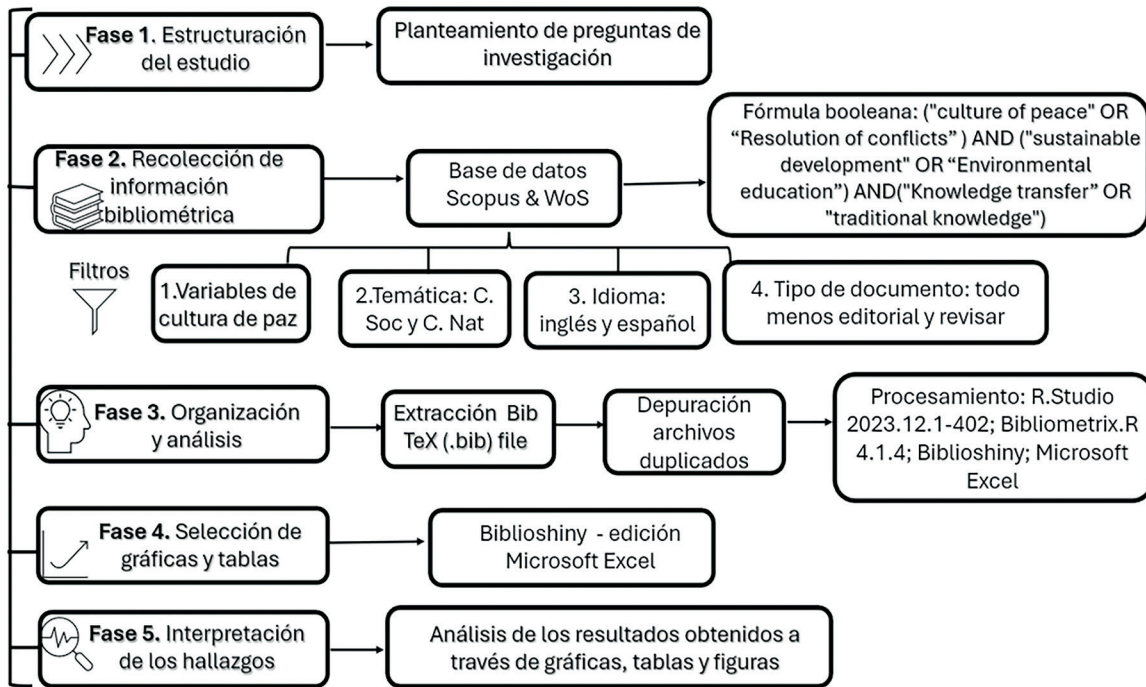 Fase 1. Estructuración
del estudio
Planteamiento de preguntas de
investigación
Fase 2. Recolección de
información
bibliométrica
Base de datos
Scopus & WoS
Fórmula booleana: ("culture of peace" OR
“Resolution of conflicts” ) AND ("sustainable
development" OR “Environmental
education”) AND("Knowledge transfer” OR
"traditional knowledge")
Filtros
1.Variables de
cultura de paz
2.Temática: C.
Soc y C. Nat
3. Idioma:
inglés y español
4. Tipo de documento: todo
menos editorial y revisar
Fase 3. Organización
y análisis
Extracción Bib
TeX (.bib) file
Depuración
archivos
duplicados
Procesamiento: R.Studio
2023.12.1-402; Bibliometrix.R
4.1.4; Biblioshiny; Microsoft
Excel
Fase 4. Selección de
gráficas y tablas
Biblioshiny - edición
Microsoft Excel
Fase 5. Interpretación
de los hallazgos
Análisis de los resultados obtenidos a
través de gráficas, tablas y figuras